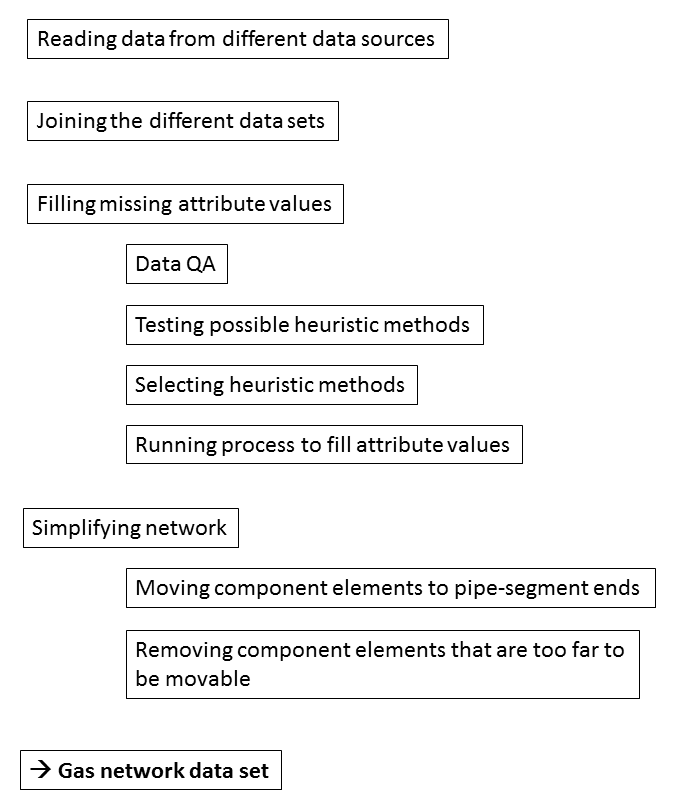 Reading data from different data sources
Joining the different data sets
Filling missing attribute values
Data QA
Testing possible heuristic methods
Selecting heuristic methods
Running process to fill attribute values
Simplifying network
Moving component elements to pipe-segment ends
Removing component elements that are too far to
be movable
→ Gas network data set